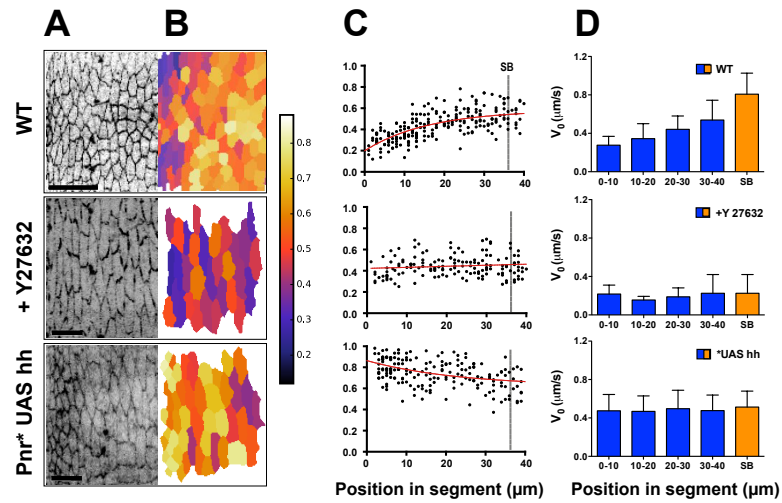 A B C D
WT
0.8
0.7
0.6
0.5
0.4
0.3
0.2
SB
1.0
0.8
0.6
0.4
0.2
0.0
0 10 20 30 40
WT
V0 (µm/s)
1.2
0.8
0.4
0.0
0-10 10-20 20-30 30-40 SB
+ Y27632
1.0
0.8
0.6
0.4
0.2
0.0
0 10 20 30 40
+Y 27632
V0 (µm/s)
1.2
0.8
0.4
0.0
0-10 10-20 20-30 30-40 SB
Pnr* UAS hh
1.0
0.8
0.6
0.4
0.2
0.0
0 10 20 30 40
Position in segment (µm)
*UAS hh
V0 (µm/s)
1.2
0.8
0.4
0.0
0-10 10-20 20-30 30-40 SB
Position in segment (µm)